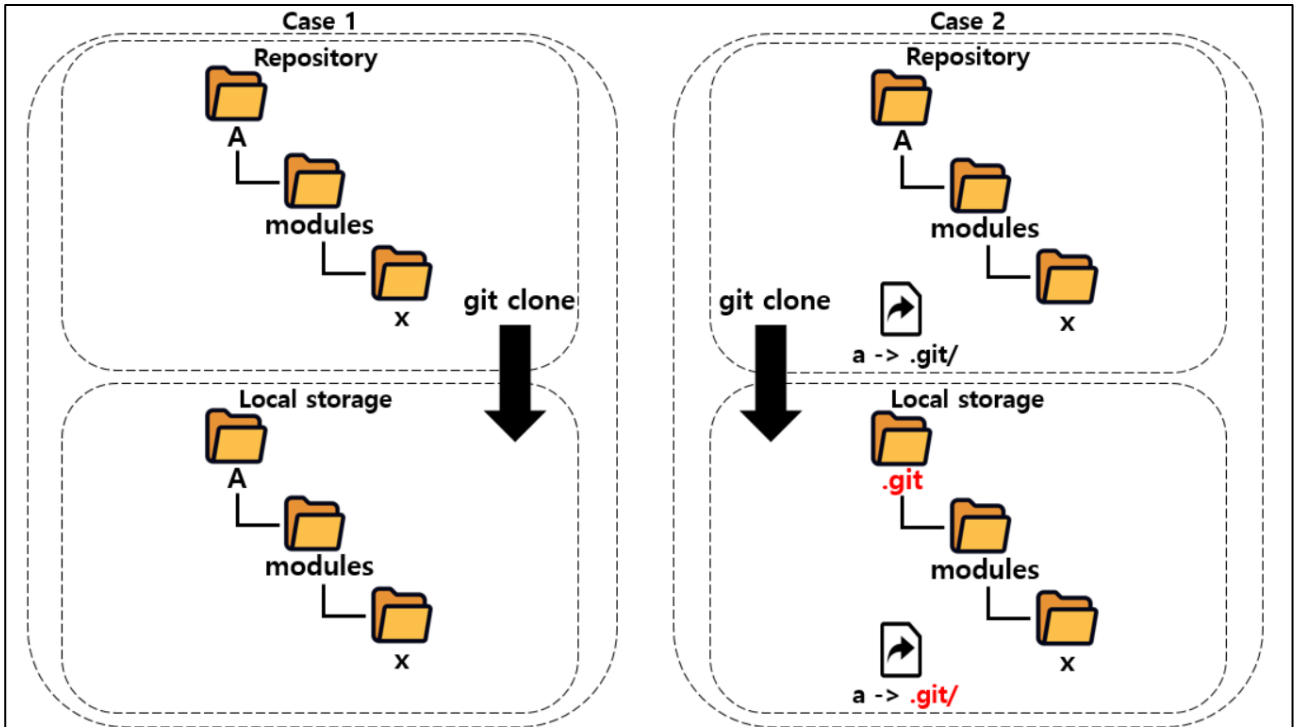 Case 1
Repository
A
modules
x
git clone
Local storage
A
modules
x
Case 2
Repository
A
modules
x
git clone
a -> .git/
Local storage
.git
modules
x
a -> .git/